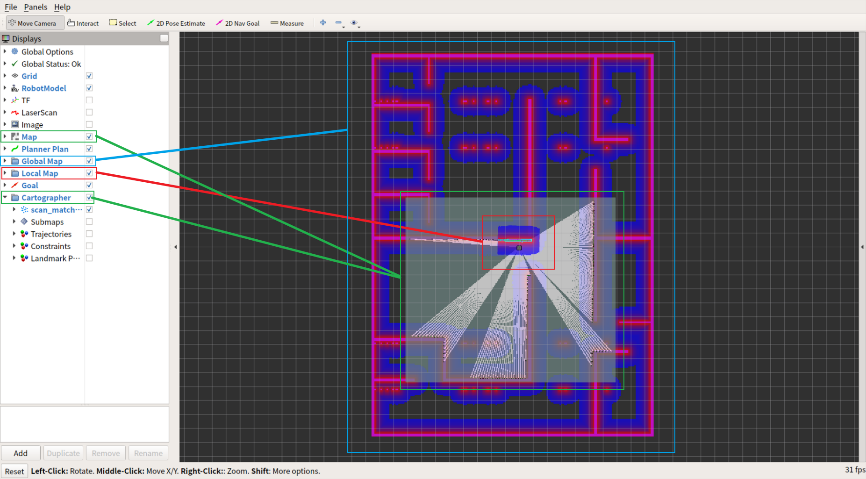 File Panels Help
Move Camera Interact Select 2D Pose Estimate 2D Nav Goal Measure
Displays
Global Options
Global Status: Ok
Grid
RobotModel
TF
LaserScan
Image
Map
Planner Plan
Global Map
Local Map
Goal
Cartographer
scan_match···
Submaps
Trajectories
Constraints
Landmark P···
Add Duplicate Remove Rename
Reset Left-Click: Rotate. Middle-Click: Move X/Y. Right-Click:: Zoom. Shift: More options. 31 fps